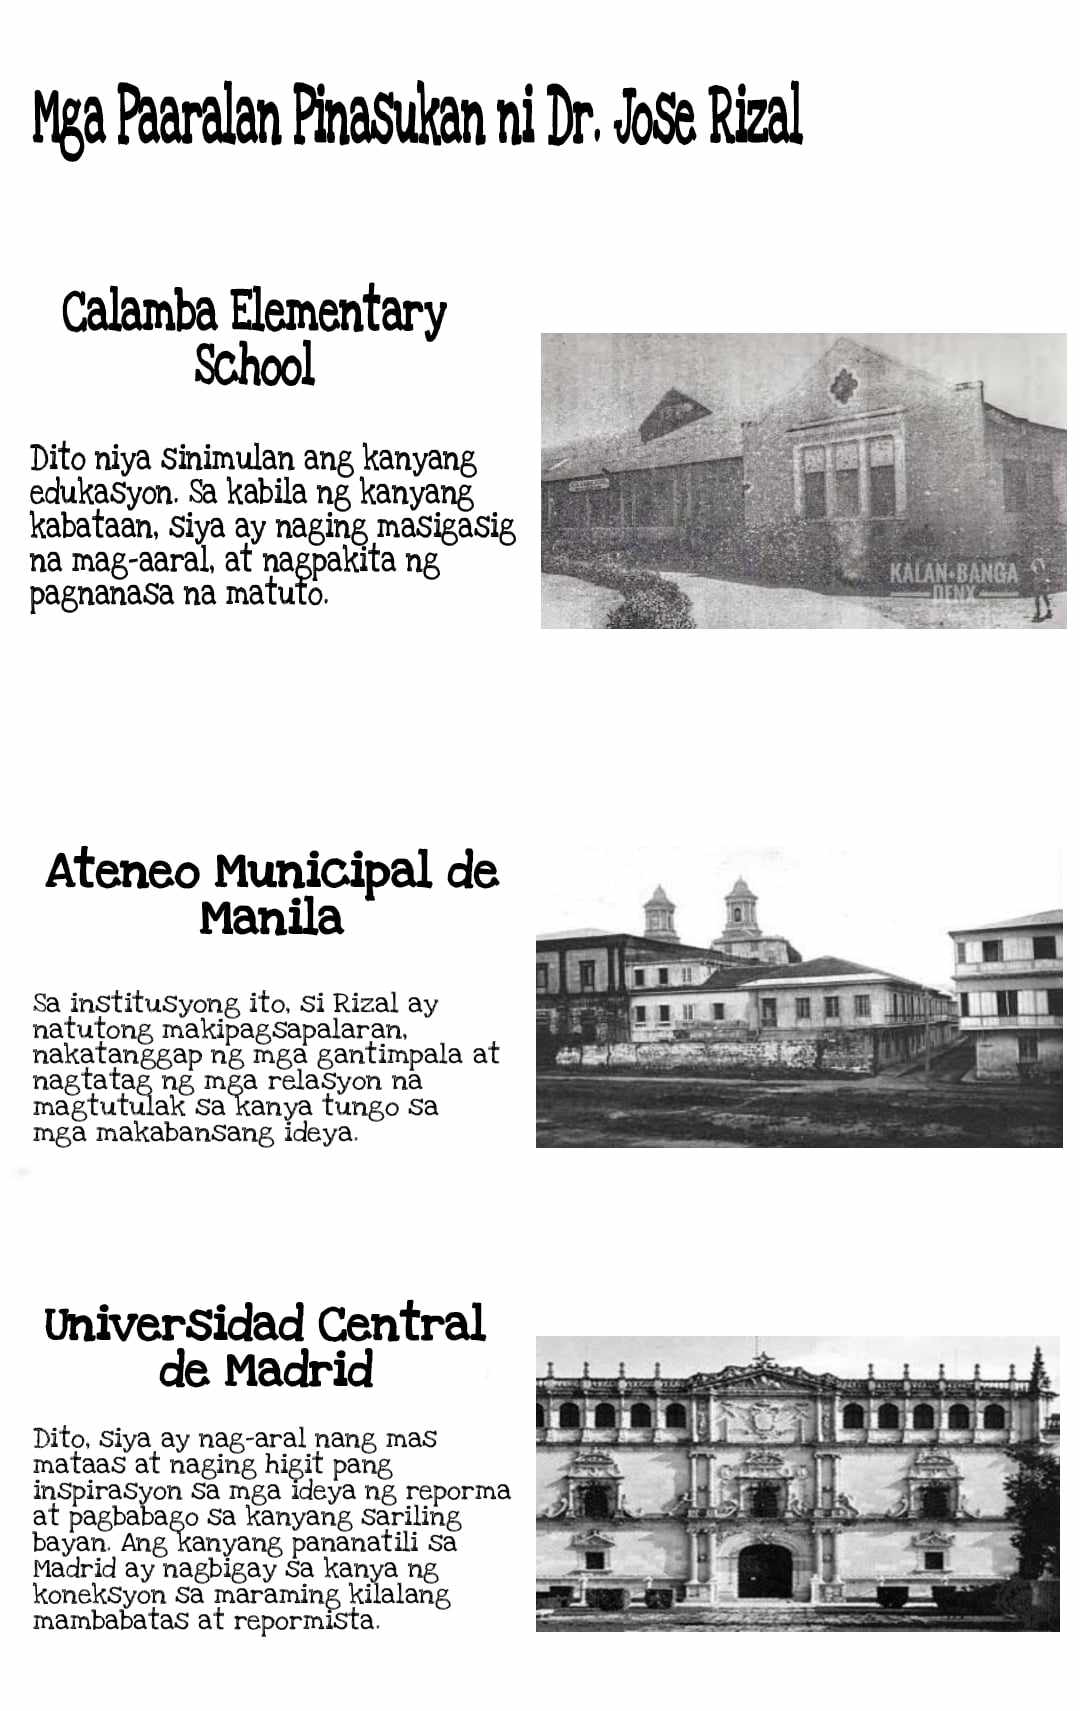 Mga Paaralan Pinasukan ni Dr. Jose Rizal
Calamba Elementary
School
Dito niya sinimulan ang kanyang
edukasyon. Sa kabila ng kanyang
kabataan, siya ay naging masigasig
na mag-aaral, at nagpakita ng
pagnanasa na matuto.
KALAN•BANGA
DENX
Ateneo Municipal de
Manila
Sa institusyong ito, si Rizal ay
natutong makipagsapalaran,
nakatanggap ng mga gantimpala at
nagtatag ng mga relasyon na
magtutulak sa kanya tungo sa
mga makabansang ideya.
Universidad Central
de Madrid
Dito, siya ay nag-aral nang mas
mataas at naging higit pang
inspirasyon sa mga ideya ng reporma
at pagbabago sa kanyang sariling
bayan. Ang kanyang pananatili sa
Madrid ay nagbigay sa kanya ng
koneksyon sa maraming kilalang
mambabatas at repormista.